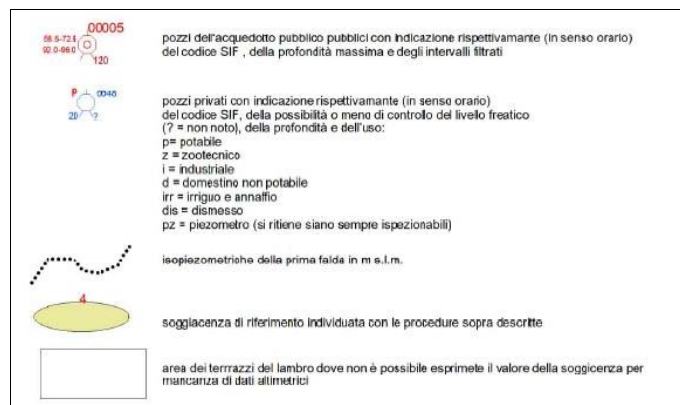 00005
56.5-72.5
92.0-96.0
120
pozzi dell'acquedotto pubblico pubblici con indicazione rispettivamante (in senso orario)
del codice SIF , della profondità massima e degli intervalli filtrati
P 0046
20 ?
pozzi privati con indicazione rispettivamante (in senso orario)
del codice SIF, della possibilità o meno di controllo del livello freatico
(? = non noto), della profondità e dell'uso:
p= potabile
z = zootecnico
i = industriale
d = domestino non potabile
irr = irriguo e annaffio
dis = dismesso
pz = piezometro (si ritiene siano sempre ispezionabili)
isopiezometriche della prima falda in m s.l.m.
4
soggiacenza di riferimento individuata con le procedure sopra descritte
area dei terrrazzi del lambro dove non è possibile esprimete il valore della soggicenza per
mancanza di dati altimetrici